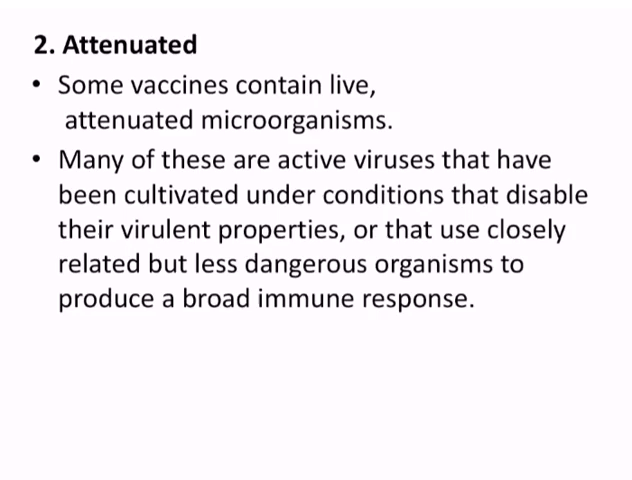 2. Attenuated
• Some vaccines contain live,
attenuated microorganisms.
• Many of these are active viruses that have
been cultivated under conditions that disable
their virulent properties, or that use closely
related but less dangerous organisms to
produce a broad immune response.